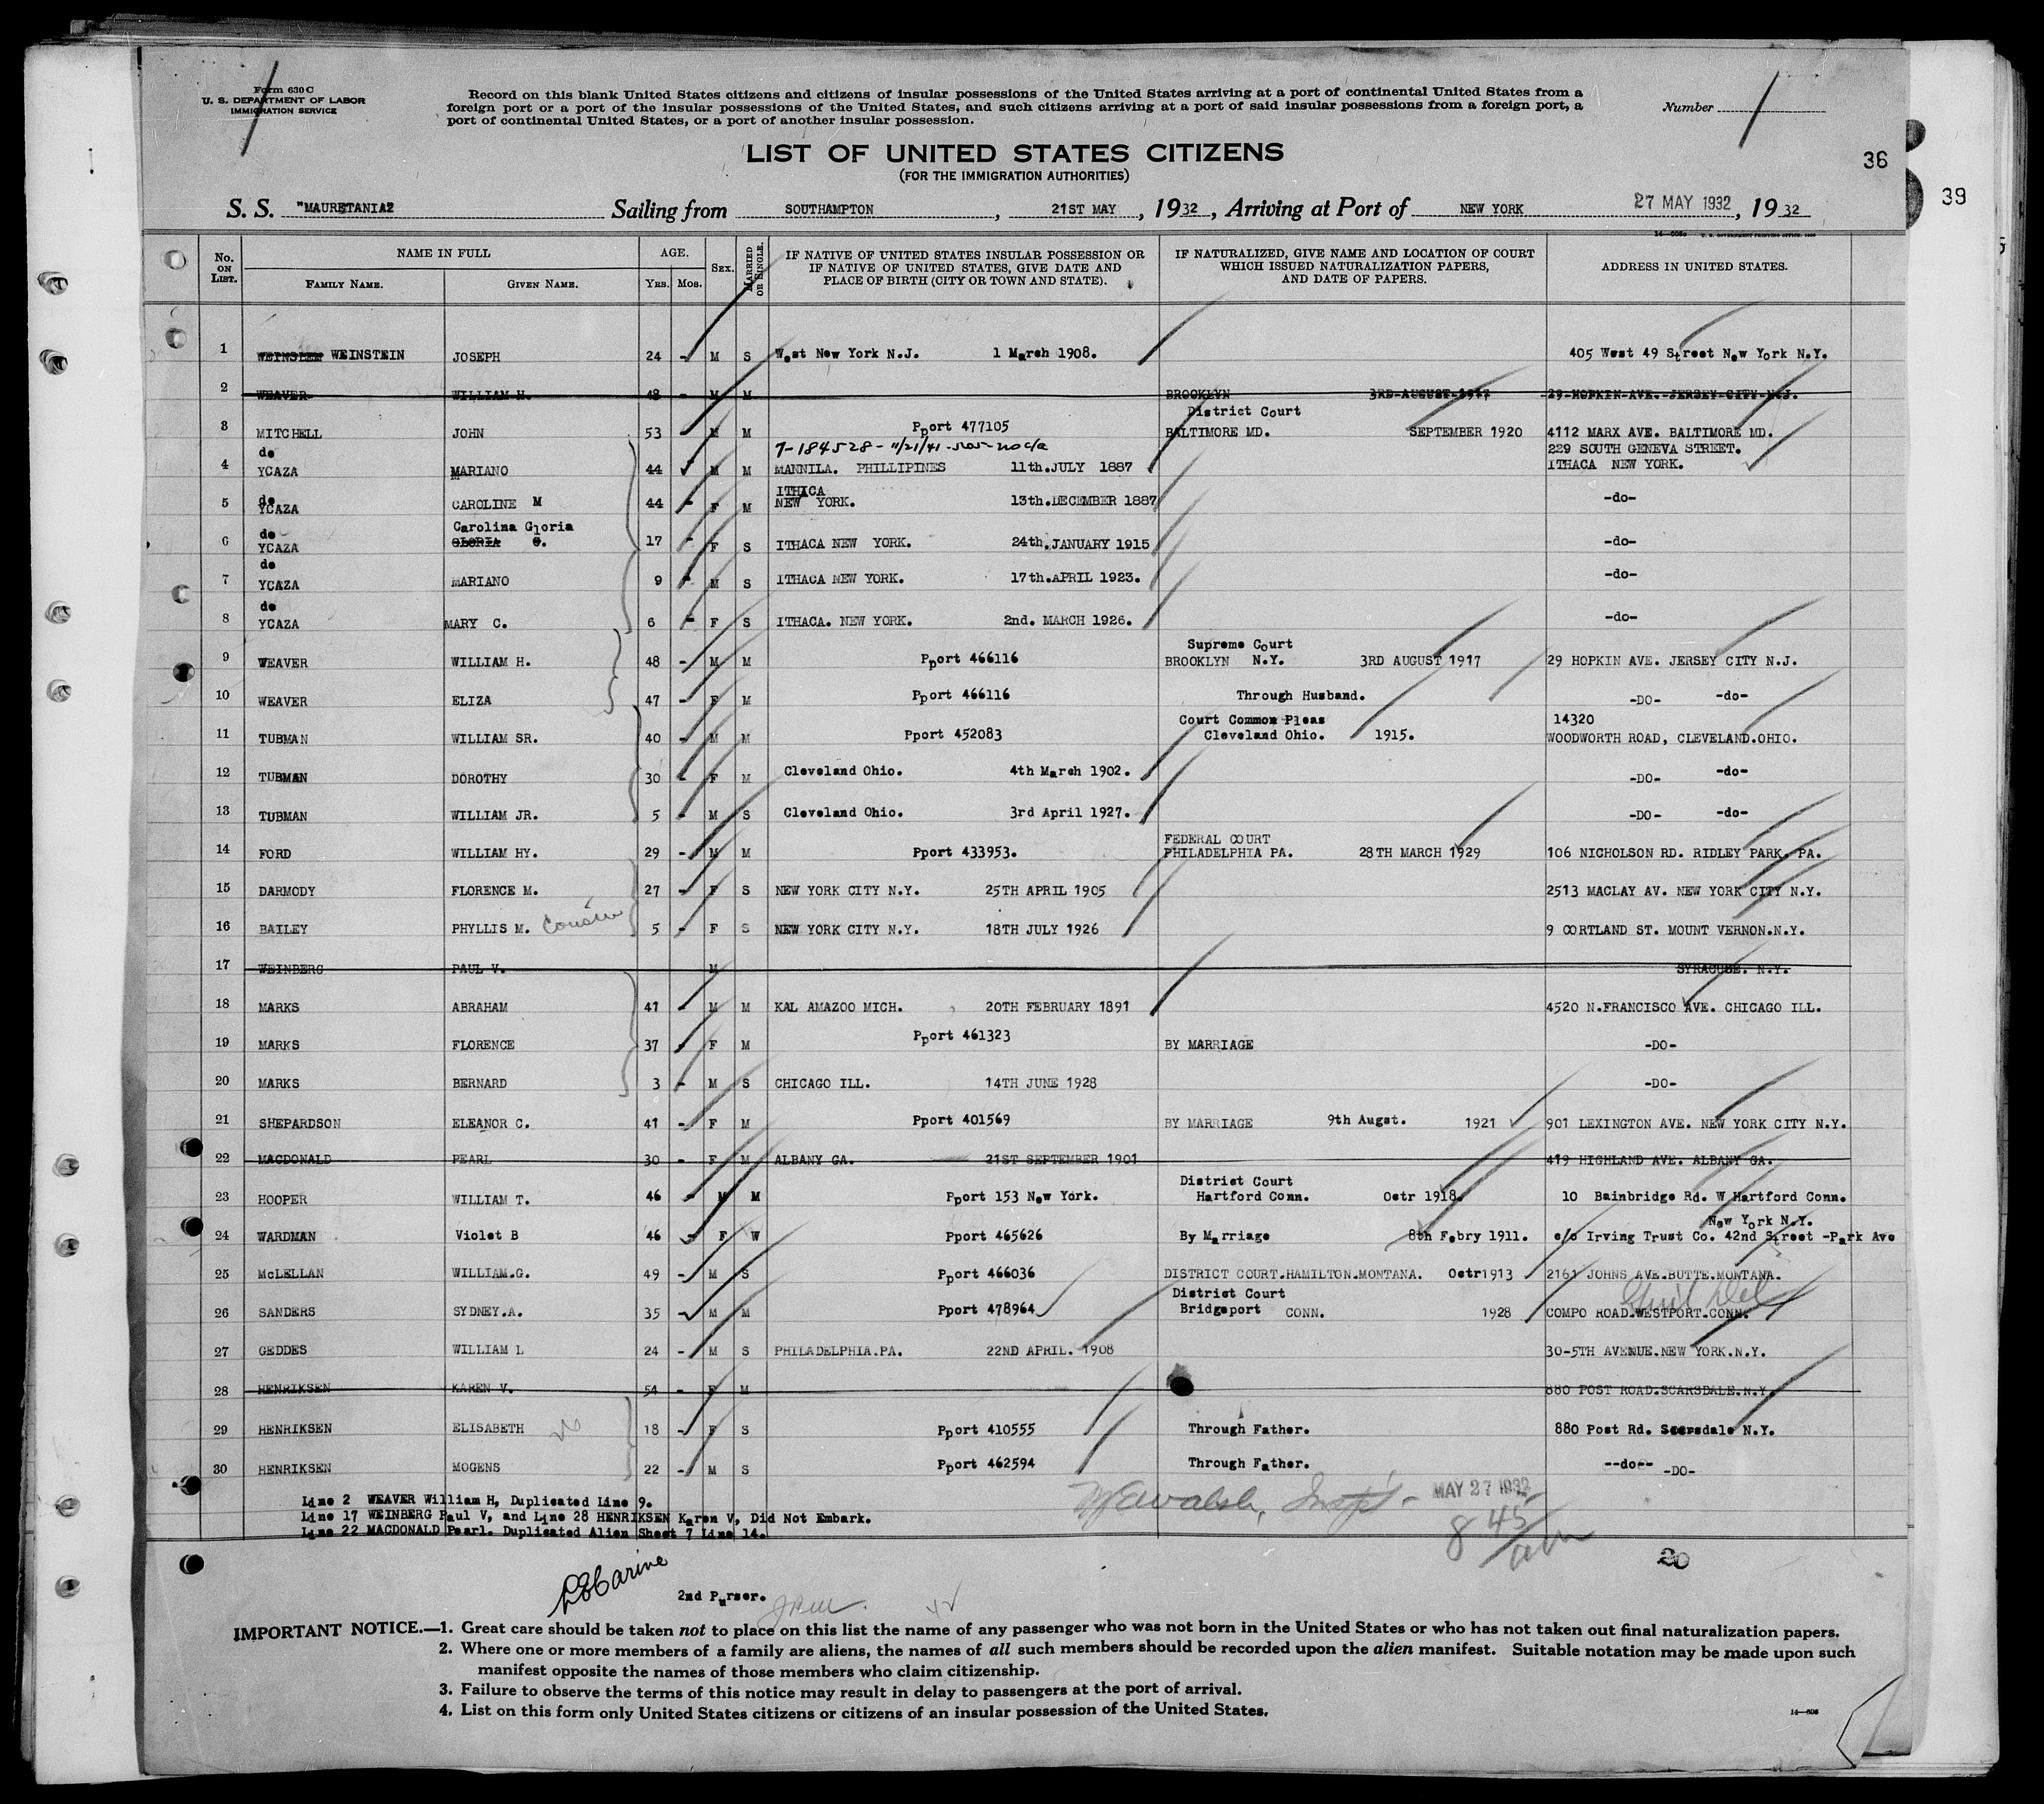 Form 630 C
U. S. DEPARTMENT OF LABOR
IMMIGRATION SERVICE
Record on this blank United States citizens and citizens of insular possessions of the United States arriving at a port of continental United States from a
foreign port or a port of the insular possessions of the United States, and such citizens arriving at a port of said insular possessions from a foreign port, a
port of continental United States, or a port of another insular possession.
Number
LIST OF UNITED STATES CITIZENS
(FOR THE IMMIGRATION AUTHORITIES)
36
39
S. S. "MAURETANIA2 Sailing from SOUTHAMPTON, 21ST MAY, 1932, Arriving at Port of NEW YORK 27 MAY 1932, 1932
No. ON LIST. NAME IN FULL FAMILY NAME. GIVEN NAME. AGE. YRS. MOS. SEX. MARRIED OR SINGLE. IF NATIVE OF UNITED STATES INSULAR POSSESSION OR IF NATIVE OF UNITED STATES, GIVE DATE AND PLACE OF BIRTH (CITY OR TOWN AND STATE). IF NATURALIZED, GIVE NAME AND LOCATION OF COURT WHICH ISSUED NATURALIZATION PAPERS, AND DATE OF PAPERS. ADDRESS IN UNITED STATES.
1 WEINSTEIN JOSEPH 24 - M S West New York N.J. 1 March 1908. 405 West 49 Street New York N.Y.
2 WEAVER WILLIAM H. 48 - M M BROOKLYN 3RD AUGUST 1917 29 HOPKIN AVE. JERSEY CITY N.J.
3 MITCHELL JOHN 53 - M M Pport 477105 District Court BALTIMORE MD. SEPTEMBER 1920 4112 MARX AVE. BALTIMORE MD.
7-184528 - 11/21/41
4 de YCAZA MARIANO 44 M M MANNILA. PHILLIPINES 11th.JULY 1887 229 SOUTH GENEVA STREET. ITHACA NEW YORK.
5 de YCAZA CAROLINE M 44 - F M ITHICA NEW YORK. 13th.DECEMBER 1887 -do-
6 de YCAZA Carolina Gloria GLORIA G. 17 - F S ITHACA NEW YORK. 24th.JANUARY 1915 -do-
7 de YCAZA MARIANO 9 - M S ITHACA NEW YORK. 17th.APRIL 1923. -do-
8 de YCAZA MARY C. 6 - F S ITHACA. NEW YORK. 2nd. MARCH 1926. -do-
9 WEAVER WILLIAM H. 48 - M M Pport 466116 Supreme Court BROOKLYN N.Y. 3RD AUGUST 1917 29 HOPKIN AVE. JERSEY CITY N.J.
10 WEAVER ELIZA 47 - F M Pport 466116 Through Husband. -DO- -do-
11 TUBMAN WILLIAM SR. 40 - M M Pport 452083 Court Common Pleas Cleveland Ohio. 1915. 14320 WOODWORTH ROAD, CLEVELAND.OHIO.
12 TUBMAN DOROTHY 30 - F M Cleveland Ohio. 4th March 1902. -DO- -do-
13 TUBMAN WILLIAM JR. 5 - M S Cleveland Ohio. 3rd April 1927. -DO- -do-
14 FORD WILLIAM HY. 29 - M M Pport 433953. FEDERAL COURT PHILADELPHIA PA. 28TH MARCH 1929 106 NICHOLSON RD. RIDLEY PARK. PA.
15 DARMODY FLORENCE M. 27 - F S NEW YORK CITY N.Y. 25TH APRIL 1905 2513 MACLAY AV. NEW YORK CITY N.Y.
16 BAILEY PHYLLIS M. Cousin 5 - F S NEW YORK CITY N.Y. 18TH JULY 1926 9 CORTLAND ST. MOUNT VERNON.N.Y.
17 WEINBERG PAUL V. M SYRACUSE. N.Y.
18 MARKS ABRAHAM 41 - M M KAL AMAZOO MICH. 20TH FEBRUARY 1891 4520 N.FRANCISCO AVE. CHICAGO ILL.
19 MARKS FLORENCE 37 - F M Pport 461323 BY MARRIAGE -DO-
20 MARKS BERNARD 3 - M S CHICAGO ILL. 14TH JUNE 1928 -DO-
21 SHEPARDSON ELEANOR C. 41 - F M Pport 401569 BY MARRIAGE 9th Augst. 1921 901 LEXINGTON AVE. NEW YORK CITY N.Y.
22 MACDONALD PEARL 30 - F M ALBANY GA. 21ST SEPTEMBER 1901 419 HIGHLAND AVE. ALBANY GA.
23 HOOPER WILLIAM T. 46 - M M Pport 153 New York. District Court Hartford Conn. Octr 1918. 10 Bainbridge Rd. W Hartford Conn.
24 WARDMAN Violet B 46 - F W Pport 465626 By Marriage 8th Febry 1911. New York N.Y. c/o Irving Trust Co. 42nd Street -Park Ave
25 McLELLAN WILLIAM.G. 49 - M S Pport 466036 DISTRICT COURT.HAMILTON.MONTANA. Octr1913 2161 JOHNS AVE.BUTTE.MONTANA.
26 SANDERS SYDNEY.A. 35 - M M Pport 478964 District Court Bridgeport CONN. 1928 COMPO ROAD.WESTPORT.CONN.
27 GEDDES WILLIAM L 24 - M S PHILADELPHIA.PA. 22ND APRIL. 1908 30-5TH AVENUE.NEW YORK.N.Y.
28 HENRIKSEN KAREN V. 54 - F M 880 POST ROAD.SCARSDALE.N.Y.
29 HENRIKSEN ELISABETH 18 - F S Pport 410555 Through Father. 880 Post Rd. Scarsdale N.Y.
30 HENRIKSEN MOGENS 22 - M S Pport 462594 Through Father. --do-- -DO-
Line 2 WEAVER William H, Duplicated Line 9.
Line 17 WEINBERG Paul V, and Line 28 HENRIKSEN Karen V, Did Not Embark.
Line 22 MACDONALD Pearl. Duplicated Alien Sheet 7 Line 14.
MAY 27 1932
8 45
20
2nd Purser.
IMPORTANT NOTICE.—1. Great care should be taken not to place on this list the name of any passenger who was not born in the United States or who has not taken out final naturalization papers.
2. Where one or more members of a family are aliens, the names of all such members should be recorded upon the alien manifest. Suitable notation may be made upon such
manifest opposite the names of those members who claim citizenship.
3. Failure to observe the terms of this notice may result in delay to passengers at the port of arrival.
4. List on this form only United States citizens or citizens of an insular possession of the United States.